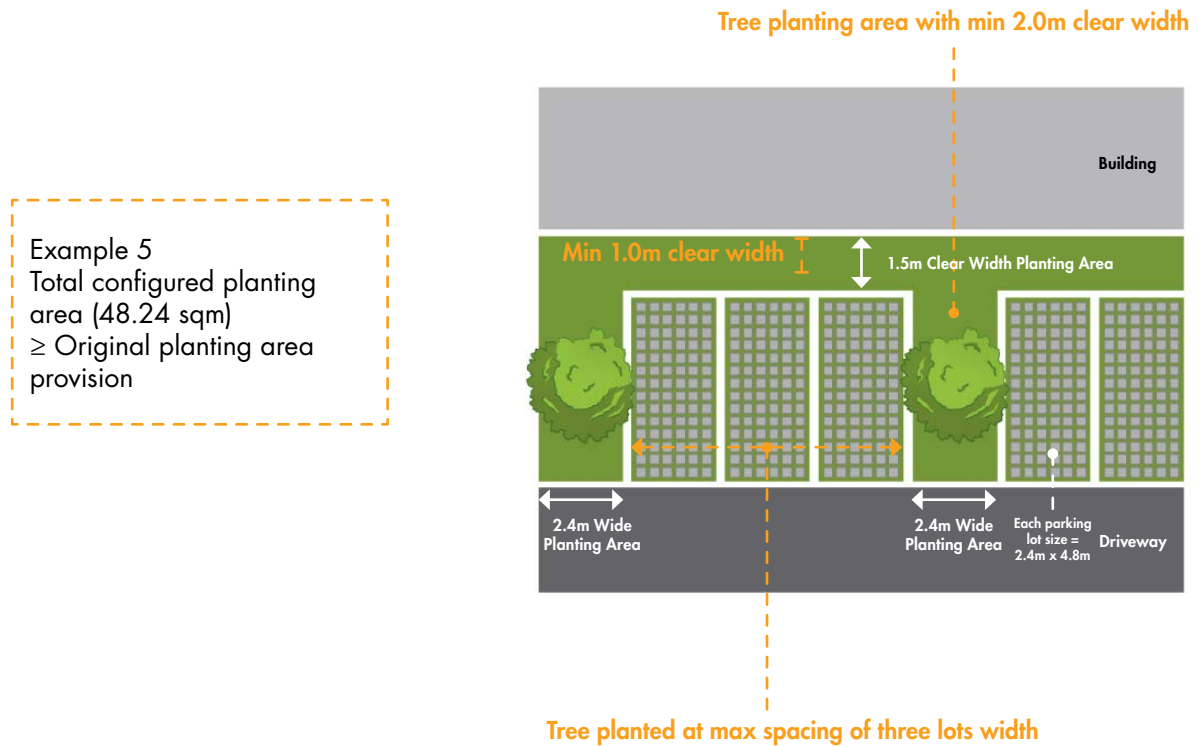 Tree planting area with min 2.0m clear width
Building
Example 5
Total configured planting
area (48.24 sqm)
≥ Original planting area
provision
Min 1.0m clear width
1.5m Clear Width Planting Area
2.4m Wide
Planting Area
2.4m Wide
Planting Area
Each parking
lot size =
2.4m x 4.8m
Driveway
Tree planted at max spacing of three lots width